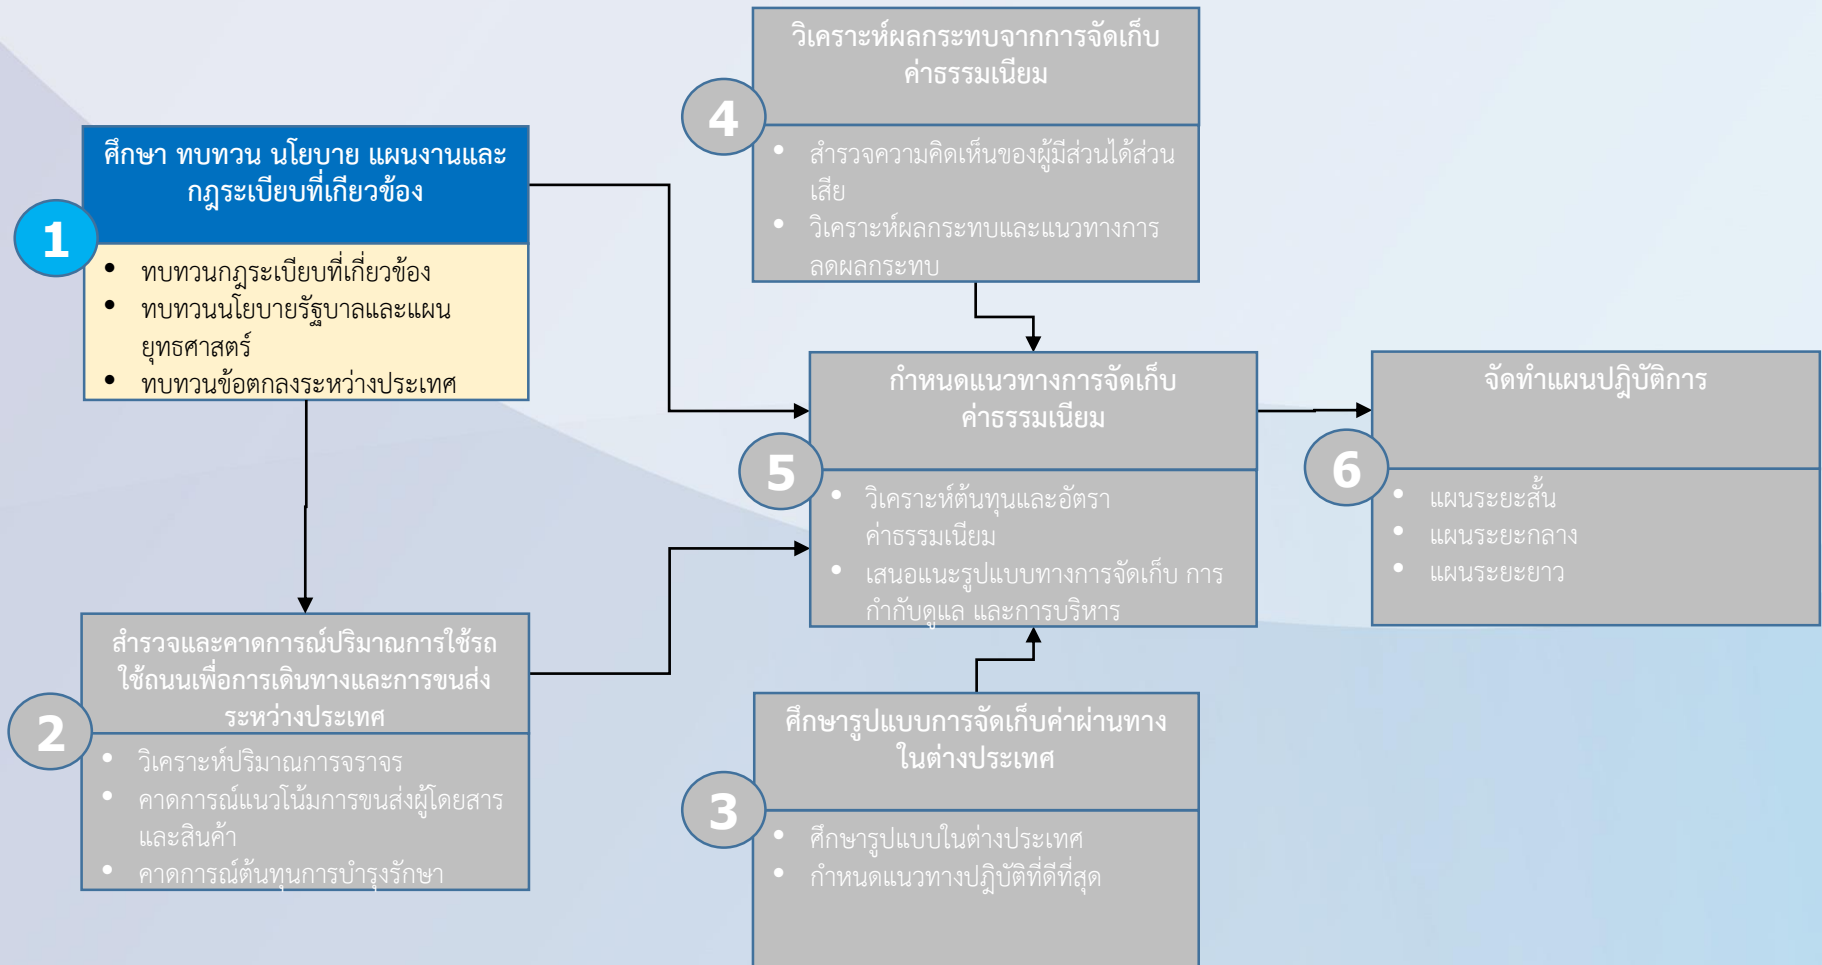 1
ศึกษา ทบทวน นโยบาย แผนงานและ
กฎระเบียบที่เกียวข้อง
• ทบทวนกฎระเบียบที่เกี่ยวข้อง
• ทบทวนนโยบายรัฐบาลและแผน
ยุทธศาสตร์
• ทบทวนข้อตกลงระหว่างประเทศ
2
สำรวจและคาดการณ์ปริมาณการใช้รถ
ใช้ถนนเพื่อการเดินทางและการขนส่ง
ระหว่างประเทศ
• วิเคราะห์ปริมาณการจราจร
• คาดการณ์แนวโน้มการขนส่งผู้โดยสาร
และสินค้า
• คาดการณ์ต้นทุนการบำรุงรักษา
3
ศึกษารูปแบบการจัดเก็บค่าผ่านทาง
ในต่างประเทศ
• ศึกษารูปแบบในต่างประเทศ
• กำหนดแนวทางปฏิบัติที่ดีที่สุด
4
วิเคราะห์ผลกระทบจากการจัดเก็บ
ค่าธรรมเนียม
• สำรวจความคิดเห็นของผู้มีส่วนได้ส่วน
เสีย
• วิเคราะห์ผลกระทบและแนวทางการ
ลดผลกระทบ
5
กำหนดแนวทางการจัดเก็บ
ค่าธรรมเนียม
• วิเคราะห์ต้นทุนและอัตรา
ค่าธรรมเนียม
• เสนอแนะรูปแบบทางการจัดเก็บ การ
กำกับดูแล และการบริหาร
6
จัดทำแผนปฎิบัติการ
• แผนระยะสั้น
• แผนระยะกลาง
• แผนระยะยาว